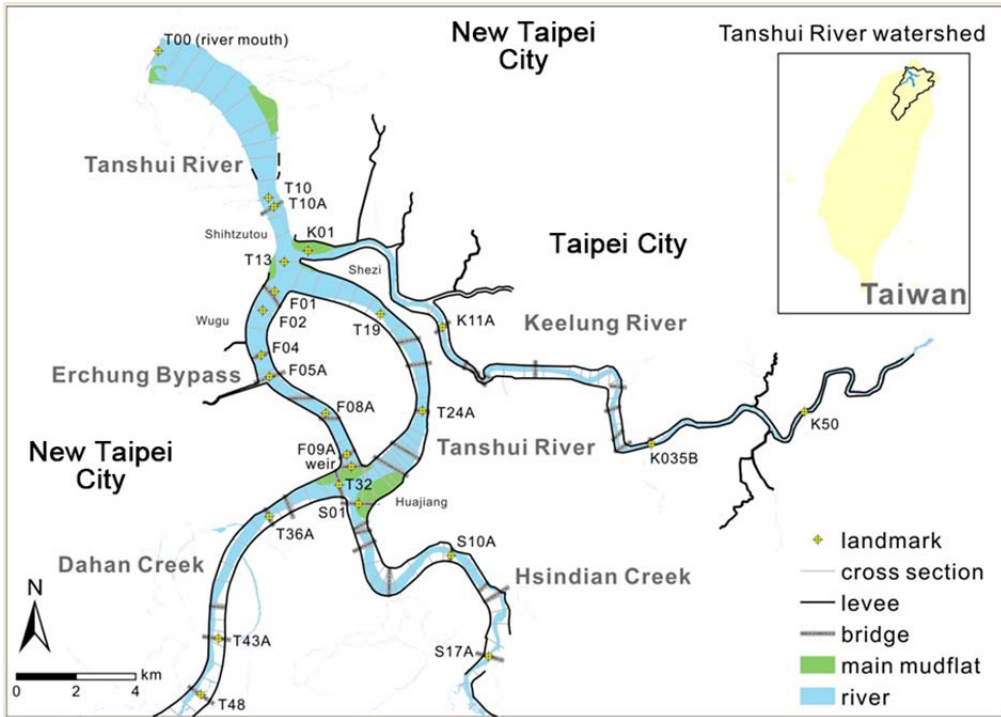 T00 (river mouth)
New Taipei
City
Tanshui River watershed
Tanshui River
T10
T10A
Shihtzutou
K01
T13
Shezi
Taipei City
Taiwan
F01
F02
Wugu
T19
K11A
Keelung River
F04
Erchung Bypass
F05A
F08A
T24A
K50
New Taipei
City
F09A
weir
Tanshui River
K035B
T32
S01
Huajiang
T36A
Dahan Creek
S10A
Hsindian Creek
N
T43A
S17A
km
0 2 4
T48
landmark
cross section
levee
bridge
main mudflat
river